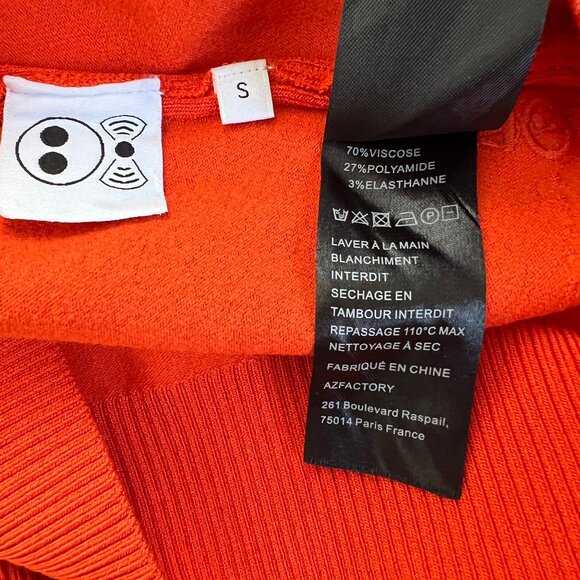 S
70%VISCOSE
27%POLYAMIDE
3%ELASTHANNE
LAVER À LA MAIN
BLANCHIMENT
INTERDIT
SECHAGE EN
TAMBOUR INTERDIT
REPASSAGE 110°C MAX
NETTOYAGE À SEC
FABRIQUÉ EN CHINE
AZFACTORY
261 Boulevard Raspail,
75014 Paris France